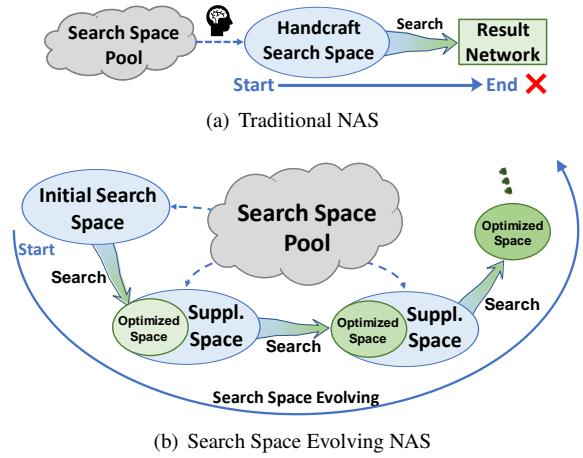 Search Space
Pool
Handcraft
Search Space
Search
Result
Network
Start
End
(a) Traditional NAS
Initial Search
Space
Search Space
Pool
Optimized
Space
Start
Search
Optimized
Space
Suppl.
Space
Search
Optimized
Space
Suppl.
Space
Search
Search Space Evolving
(b) Search Space Evolving NAS